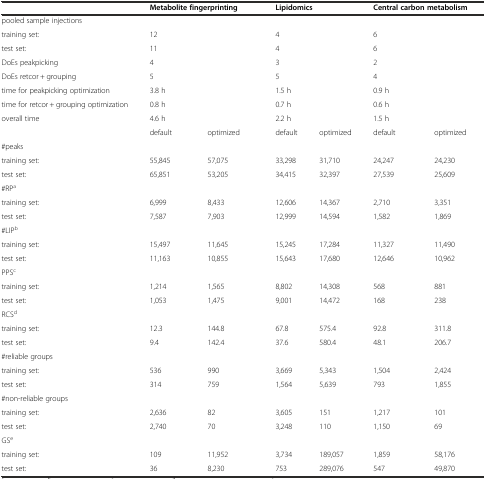 Metabolite fingerprinting Lipidomics Central carbon metabolism
pooled sample injections
training set: 12 4 6
test set: 11 4 6
DoEs peakpicking 4 3 2
DoEs retcor + grouping 5 5 4
time for peakpicking optimization 3.8 h 1.5 h 0.9 h
time for retcor + grouping optimization 0.8 h 0.7 h 0.6 h
overall time 4.6 h 2.2 h 1.5 h
default optimized default optimized default optimized
#peaks
training set: 55,845 57,075 33,298 31,710 24,247 24,230
test set: 65,851 53,205 34,415 32,397 27,539 25,609
#RPᵃ
training set: 6,999 8,433 12,606 14,367 2,710 3,351
test set: 7,587 7,903 12,999 14,594 1,582 1,869
#LIPᵇ
training set: 15,497 11,645 15,245 17,284 11,327 11,490
test set: 11,163 10,855 15,643 17,680 12,646 10,962
PPSᶜ
training set: 1,214 1,565 8,802 14,308 568 881
test set: 1,053 1,475 9,001 14,472 168 238
RCSᵈ
training set: 12.3 144.8 67.8 575.4 92.8 311.8
test set: 9.4 142.4 37.6 580.4 48.1 206.7
#reliable groups
training set: 536 990 3,669 5,343 1,504 2,424
test set: 314 759 1,564 5,639 793 1,855
#non-reliable groups
training set: 2,636 82 3,605 151 1,217 101
test set: 2,740 70 3,248 110 1,150 69
GSᵉ
training set: 109 11,952 3,734 189,057 1,859 58,176
test set: 36 8,230 753 289,076 547 49,870